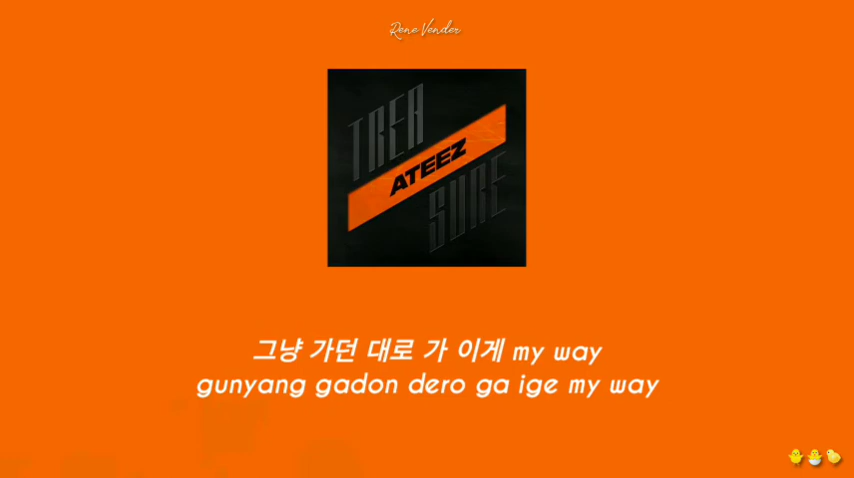 Rene Vender
TREA
ATEEZ
SURE
그냥 가던 대로 가 이게 my way
gunyang gadon dero ga ige my way